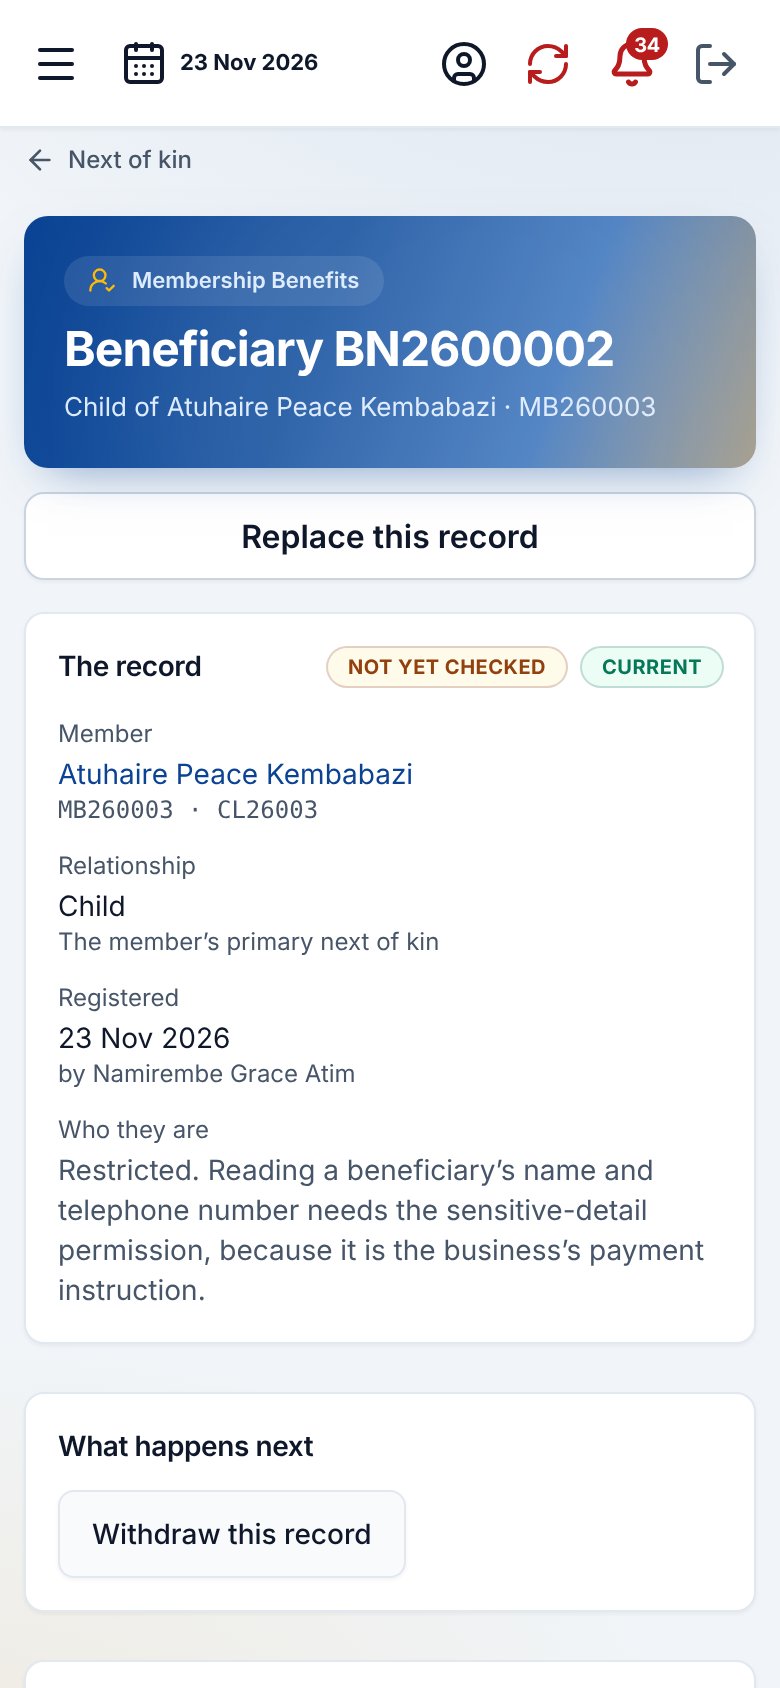 23 Nov 2026
34
Next of kin
Membership Benefits
Beneficiary BN2600002
Child of Atuhaire Peace Kembabazi · MB260003
Replace this record
The record
NOT YET CHECKED
CURRENT
Member
Atuhaire Peace Kembabazi
MB260003 · CL26003
Relationship
Child
The member’s primary next of kin
Registered
23 Nov 2026
by Namirembe Grace Atim
Who they are
Restricted. Reading a beneficiary’s name and
telephone number needs the sensitive-detail
permission, because it is the business’s payment
instruction.
What happens next
Withdraw this record